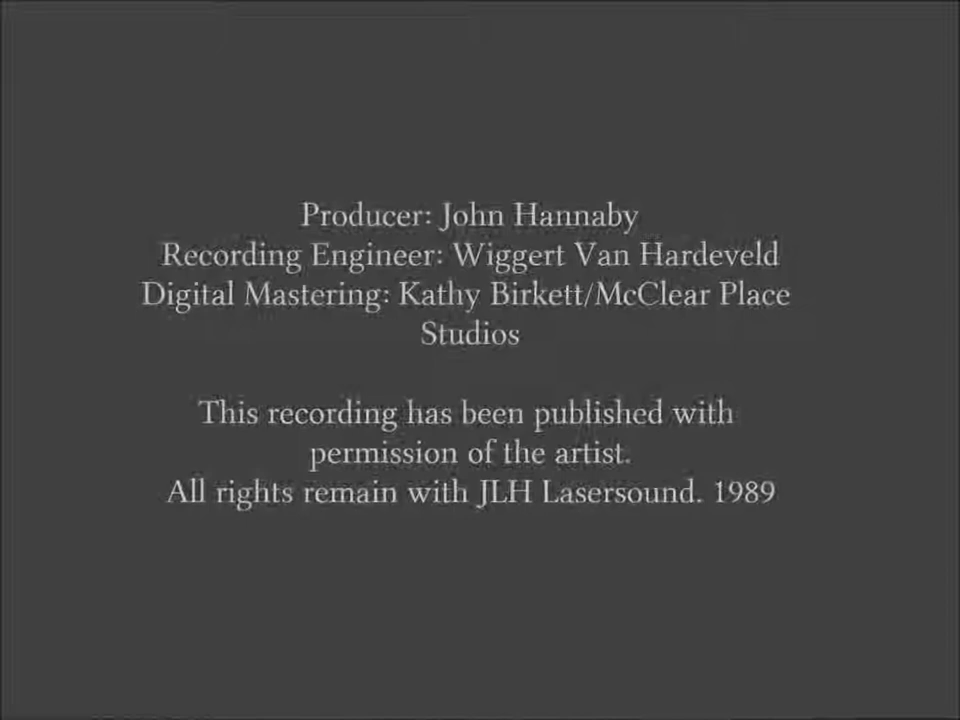 Producer: John Hannaby
Recording Engineer: Wiggert Van Hardeveld
Digital Mastering: Kathy Birkett/McClear Place
Studios
This recording has been published with
permission of the artist.
All rights remain with JLH Lasersound. 1989